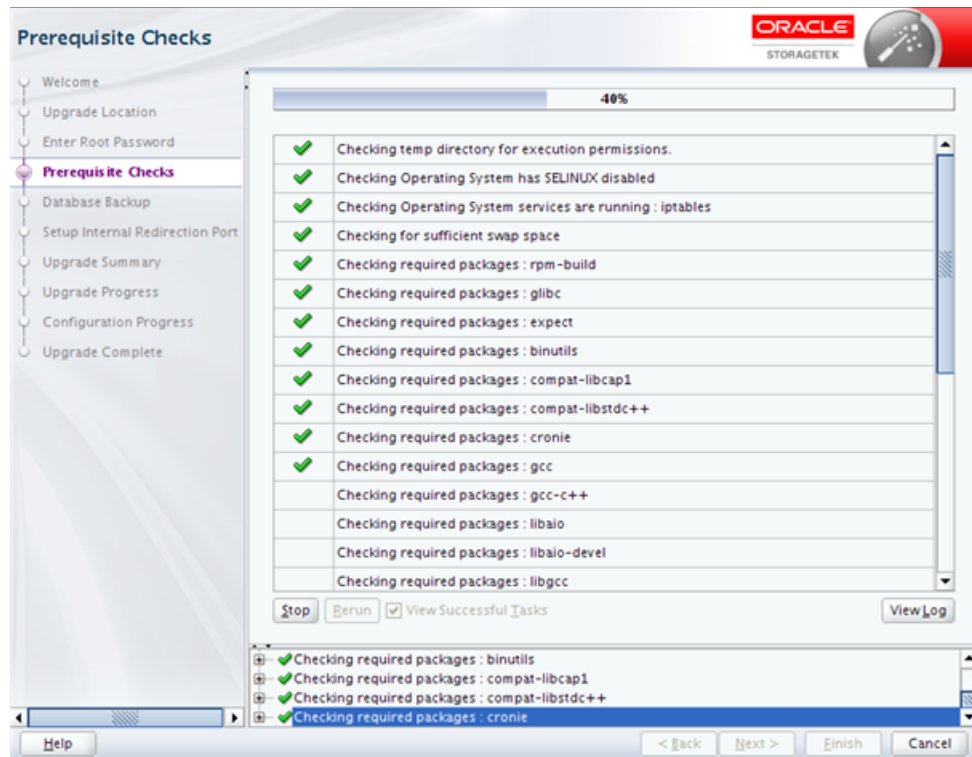 Prerequisite Checks
ORACLE
STORAGETEK
Welcome
Upgrade Location
Enter Root Password
Prerequisite Checks
Database Backup
Setup Internal Redirection Port
Upgrade Summary
Upgrade Progress
Configuration Progress
Upgrade Complete
40%
Checking temp directory for execution permissions.
Checking Operating System has SELINUX disabled
Checking Operating System services are running : iptables
Checking for sufficient swap space
Checking required packages : rpm-build
Checking required packages : glibc
Checking required packages : expect
Checking required packages : binutils
Checking required packages : compat-libcap1
Checking required packages : compat-libstdc++
Checking required packages : cronie
Checking required packages : gcc
Checking required packages : gcc-c++
Checking required packages : libaio
Checking required packages : libaio-devel
Checking required packages : libgcc
Stop Rerun View Successful Tasks View Log
Checking required packages : binutils
Checking required packages : compat-libcap1
Checking required packages : compat-libstdc++
Checking required packages : cronie
Help < Back Next > Finish Cancel